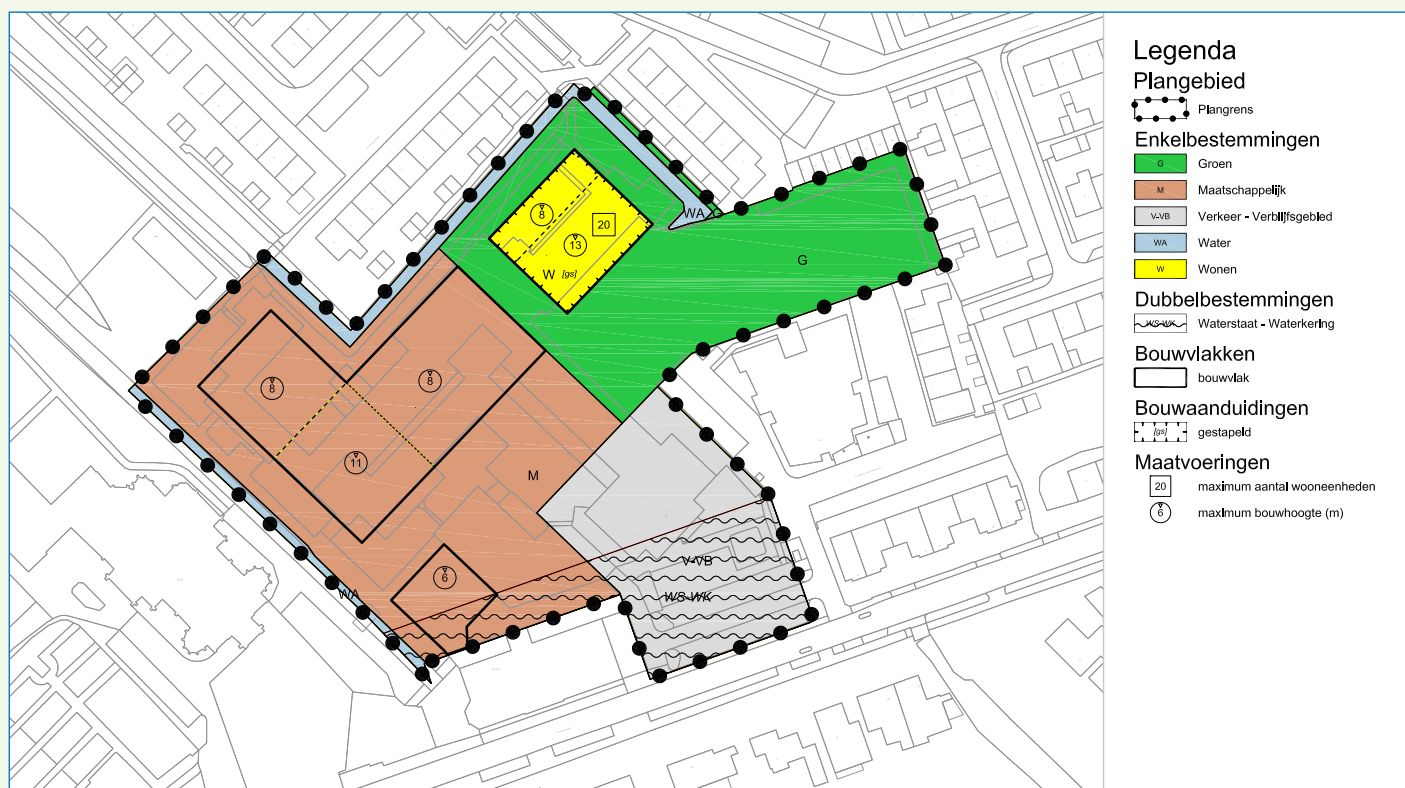 Legenda
Plangebied
Plangrens
Enkelbestemmingen
G Groen
M Maatschappelijk
V-VB Verkeer - Verblijfsgebied
WA Water
W Wonen
Dubbelbestemmingen
WS-WK Waterstaat - Waterkering
Bouwvlakken
bouwvlak
Bouwaanduidingen
[gs] gestapeld
Maatvoeringen
20 maximum aantal wooneenheden
6 maximum bouwhoogte (m)
8
20
13
W [gs]
WA G
G
8
8
11
M
6
V-VB
WS-WK
WA